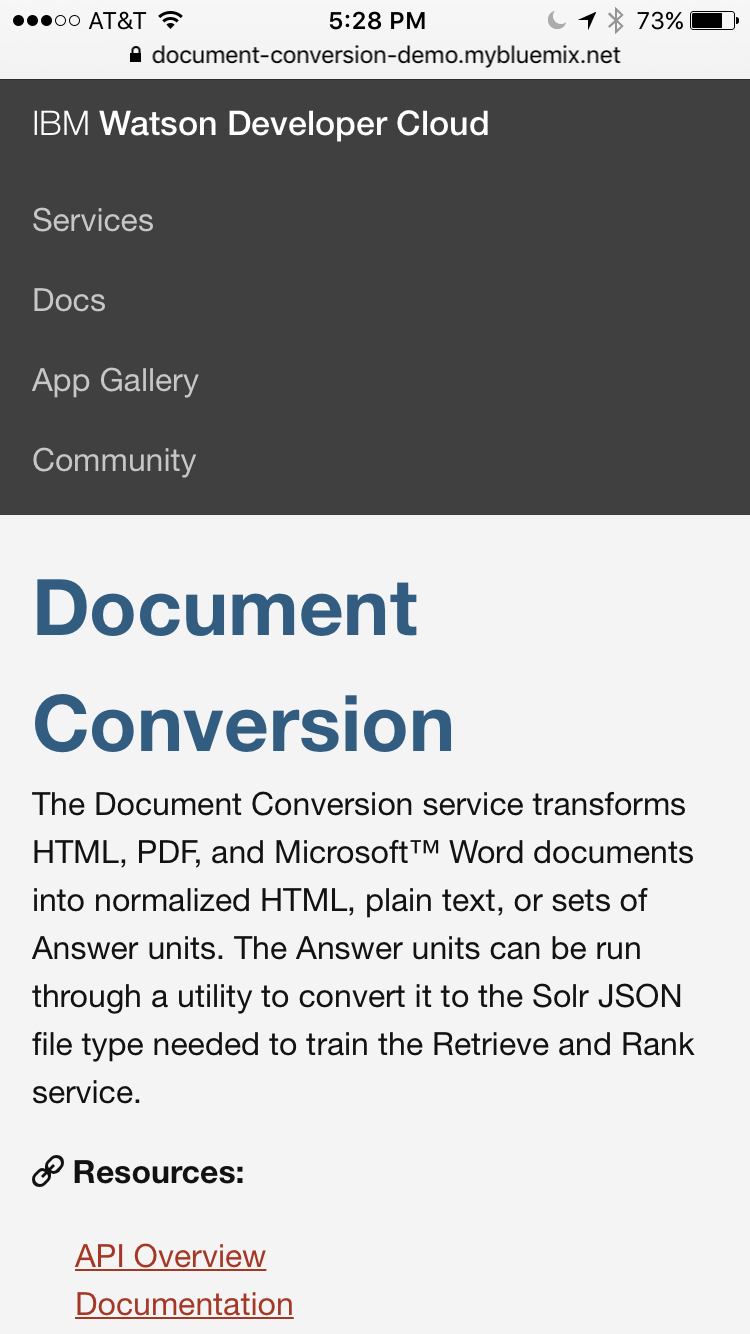 AT&T 5:28 PM 73%
document-conversion-demo.mybluemix.net
IBM Watson Developer Cloud
Services
Docs
App Gallery
Community
Document
Conversion
The Document Conversion service transforms
HTML, PDF, and Microsoft™ Word documents
into normalized HTML, plain text, or sets of
Answer units. The Answer units can be run
through a utility to convert it to the Solr JSON
file type needed to train the Retrieve and Rank
service.
Resources:
API Overview
Documentation